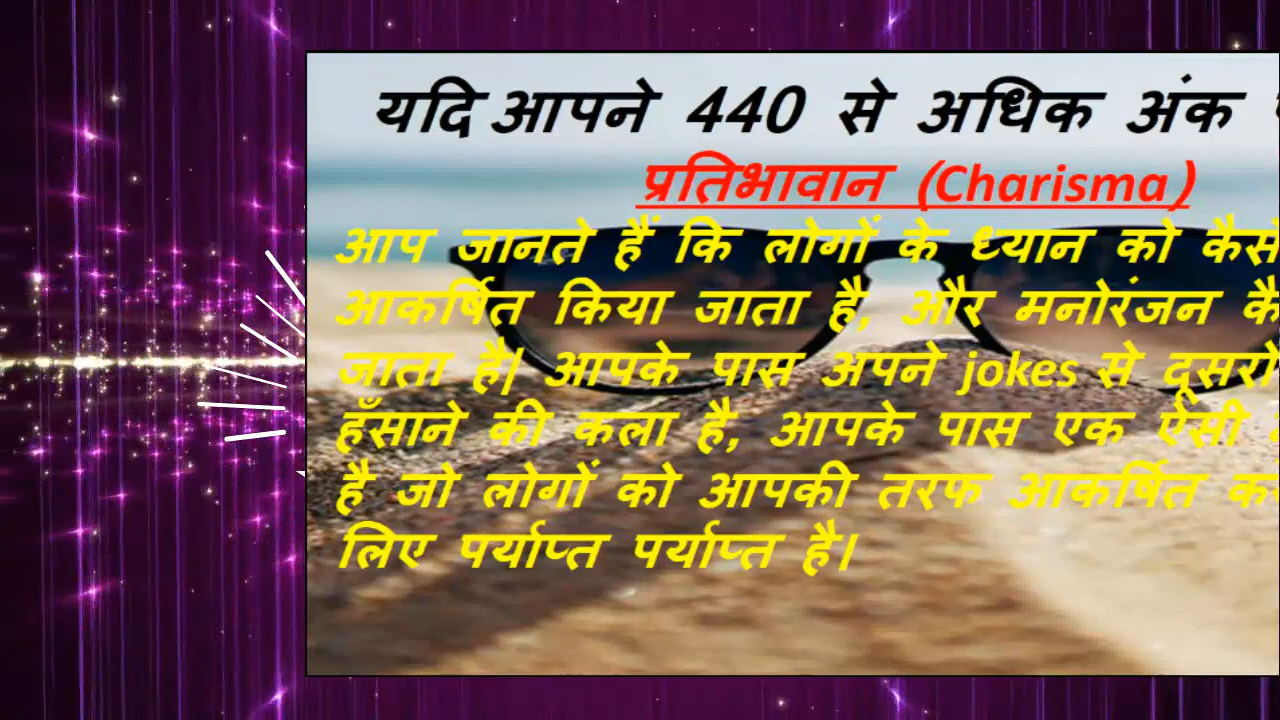 यदि आपने 440 से अधिक अंक
प्रतिभावान (Charisma)
आप जानते हैं कि लोगों के ध्यान को कैसे
आकर्षित किया जाता है, और मनोरंजन
जाता है। आपके पास अपने jokes से दूसरों
हँसाने की कला है, आपके पास एक ऐसी
है जो लोगों को आपकी तरफ आकर्षित
लिए पर्याप्त पर्याप्त है।